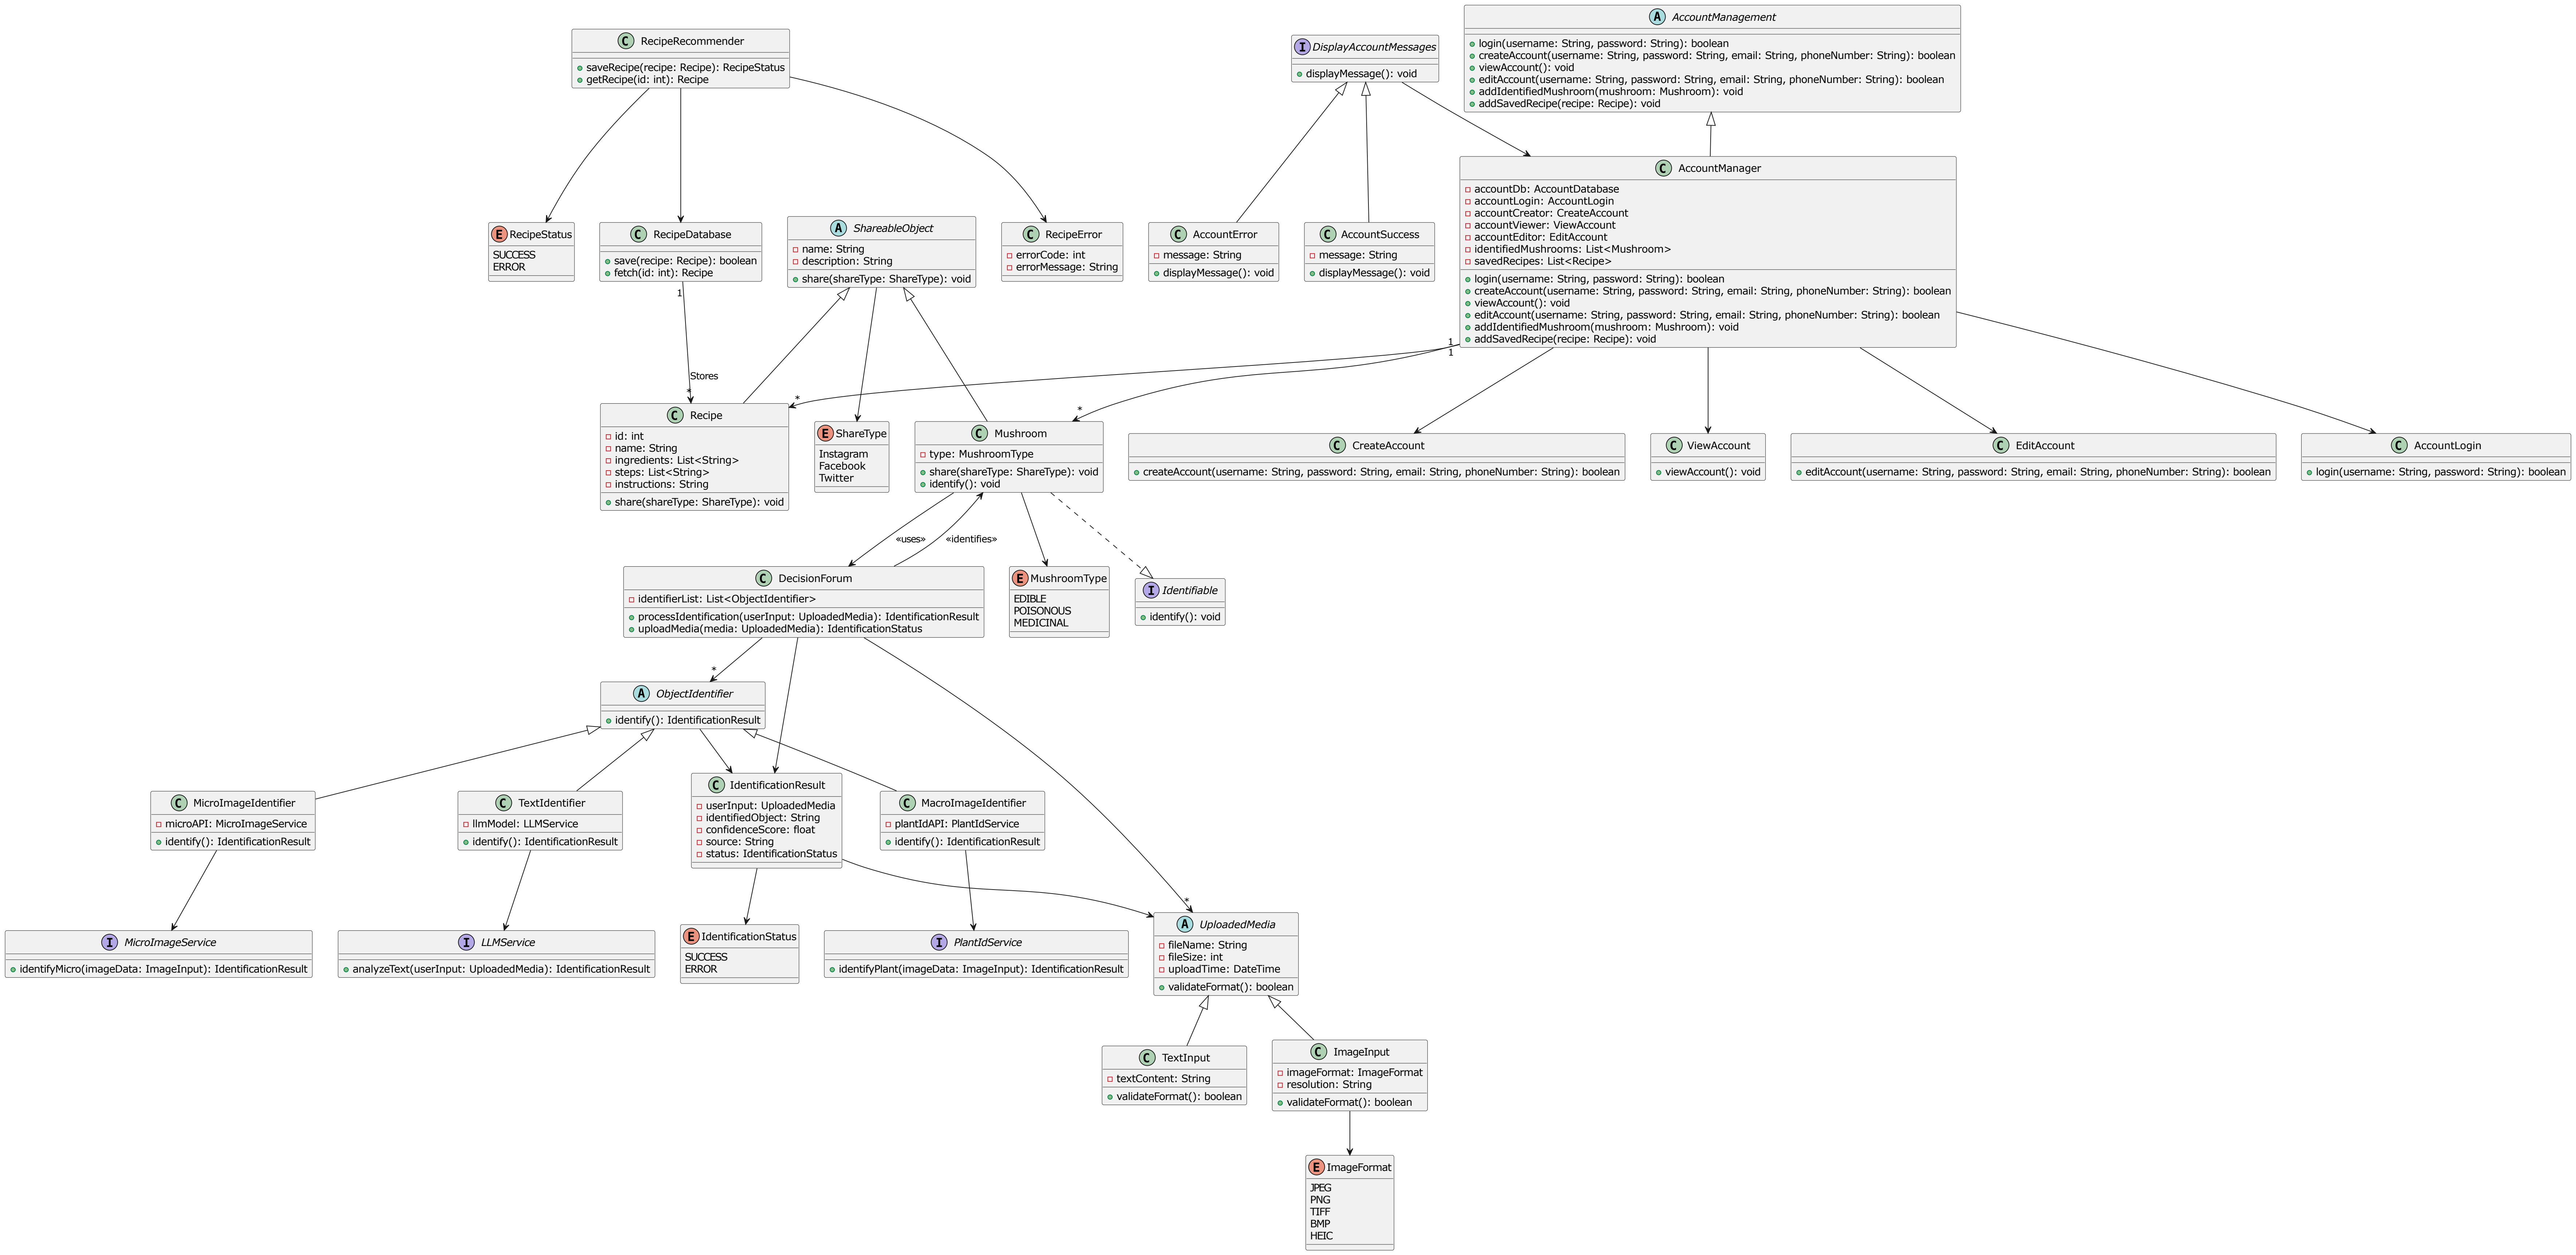 C RecipeRecommender
saveRecipe(recipe: Recipe): RecipeStatus
getRecipe(id: int): Recipe
I DisplayAccountMessages
displayMessage(): void
A AccountManagement
login(username: String, password: String): boolean
createAccount(username: String, password: String, email: String, phoneNumber: String): boolean
viewAccount(): void
editAccount(username: String, password: String, email: String, phoneNumber: String): boolean
addIdentifiedMushroom(mushroom: Mushroom): void
addSavedRecipe(recipe: Recipe): void
E RecipeStatus
SUCCESS
ERROR
C RecipeDatabase
save(recipe: Recipe): boolean
fetch(id: int): Recipe
A ShareableObject
name: String
description: String
share(shareType: ShareType): void
C RecipeError
errorCode: int
errorMessage: String
C AccountError
message: String
displayMessage(): void
C AccountSuccess
message: String
displayMessage(): void
C AccountManager
accountDb: AccountDatabase
accountLogin: AccountLogin
accountCreator: CreateAccount
accountViewer: ViewAccount
accountEditor: EditAccount
identifiedMushrooms: List<Mushroom>
savedRecipes: List<Recipe>
login(username: String, password: String): boolean
createAccount(username: String, password: String, email: String, phoneNumber: String): boolean
viewAccount(): void
editAccount(username: String, password: String, email: String, phoneNumber: String): boolean
addIdentifiedMushroom(mushroom: Mushroom): void
addSavedRecipe(recipe: Recipe): void
1
Stores
*
1
1
*
*
C Recipe
id: int
name: String
ingredients: List<String>
steps: List<String>
instructions: String
share(shareType: ShareType): void
E ShareType
Instagram
Facebook
Twitter
C Mushroom
type: MushroomType
share(shareType: ShareType): void
identify(): void
C CreateAccount
createAccount(username: String, password: String, email: String, phoneNumber: String): boolean
C ViewAccount
viewAccount(): void
C EditAccount
editAccount(username: String, password: String, email: String, phoneNumber: String): boolean
C AccountLogin
login(username: String, password: String): boolean
«uses»
«identifies»
C DecisionForum
identifierList: List<ObjectIdentifier>
processIdentification(userInput: UploadedMedia): IdentificationResult
uploadMedia(media: UploadedMedia): IdentificationStatus
E MushroomType
EDIBLE
POISONOUS
MEDICINAL
I Identifiable
identify(): void
*
A ObjectIdentifier
identify(): IdentificationResult
C MicroImageIdentifier
microAPI: MicroImageService
identify(): IdentificationResult
C TextIdentifier
llmModel: LLMService
identify(): IdentificationResult
C IdentificationResult
userInput: UploadedMedia
identifiedObject: String
confidenceScore: float
source: String
status: IdentificationStatus
C MacroImageIdentifier
plantIdAPI: PlantIdService
identify(): IdentificationResult
*
I MicroImageService
identifyMicro(imageData: ImageInput): IdentificationResult
I LLMService
analyzeText(userInput: UploadedMedia): IdentificationResult
E IdentificationStatus
SUCCESS
ERROR
I PlantIdService
identifyPlant(imageData: ImageInput): IdentificationResult
A UploadedMedia
fileName: String
fileSize: int
uploadTime: DateTime
validateFormat(): boolean
C TextInput
textContent: String
validateFormat(): boolean
C ImageInput
imageFormat: ImageFormat
resolution: String
validateFormat(): boolean
E ImageFormat
JPEG
PNG
TIFF
BMP
HEIC